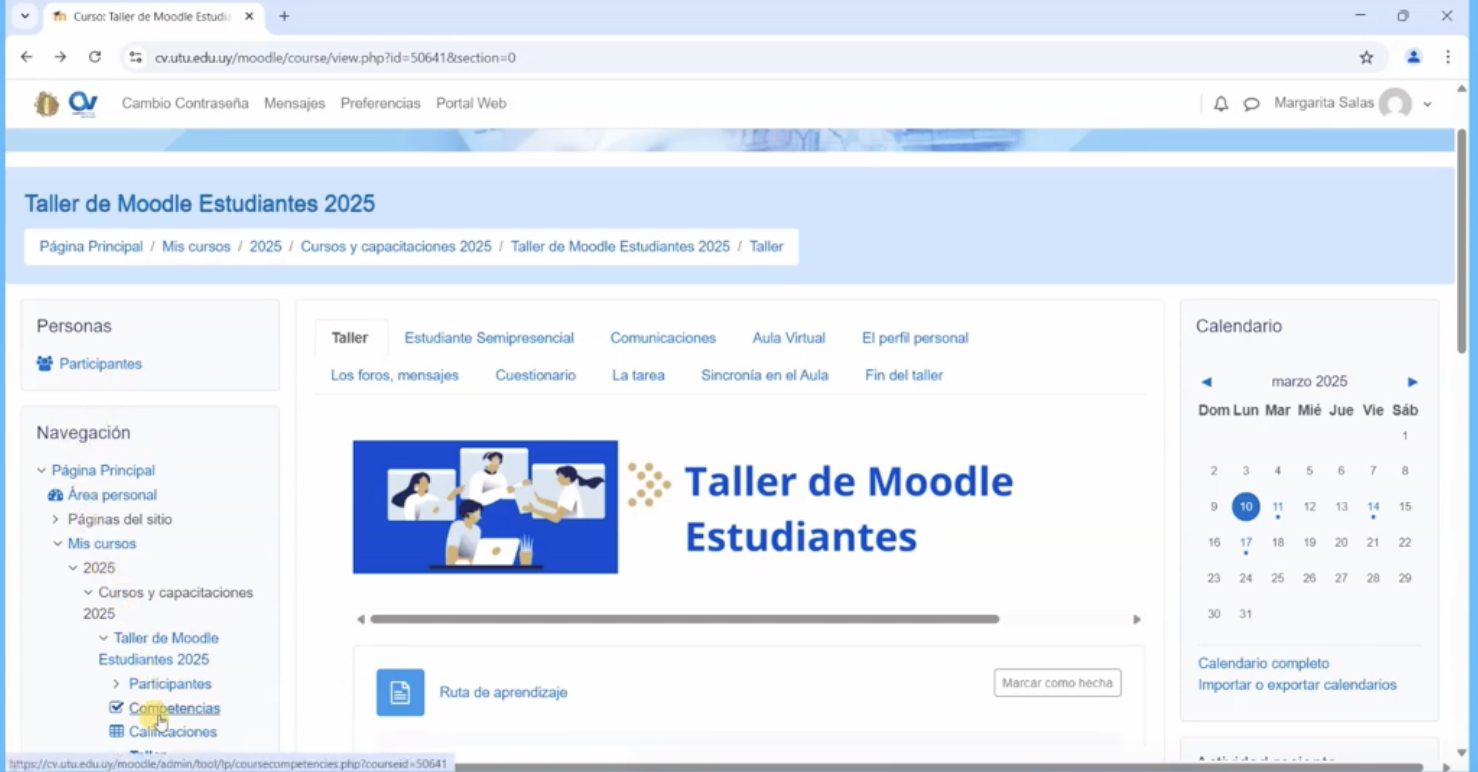 Curso: Taller de Moodle Estudi
cv.utu.edu.uy/moodle/course/view.php?id=50641&section=0
CV
Cambio Contraseña Mensajes Preferencias Portal Web
Margarita Salas
Taller de Moodle Estudiantes 2025
Página Principal / Mis cursos / 2025 / Cursos y capacitaciones 2025 / Taller de Moodle Estudiantes 2025 / Taller
Personas
Participantes
Navegación
Página Principal
Área personal
Páginas del sitio
Mis cursos
2025
Cursos y capacitaciones
2025
Taller de Moodle
Estudiantes 2025
Participantes
Competencias
Calificaciones
Taller
Taller Estudiante Semipresencial Comunicaciones Aula Virtual El perfil personal
Los foros, mensajes Cuestionario La tarea Sincronía en el Aula Fin del taller
Taller de Moodle
Estudiantes
Ruta de aprendizaje
Marcar como hecha
Calendario
marzo 2025
Dom Lun Mar Mié Jue Vie Sáb
1
2 3 4 5 6 7 8
9 10 11 12 13 14 15
16 17 18 19 20 21 22
23 24 25 26 27 28 29
30 31
Calendario completo
Importar o exportar calendarios
Actividad reciente
https://cv.utu.edu.uy/moodle/admin/tool/lp/coursecompetencies.php?courseid=50641